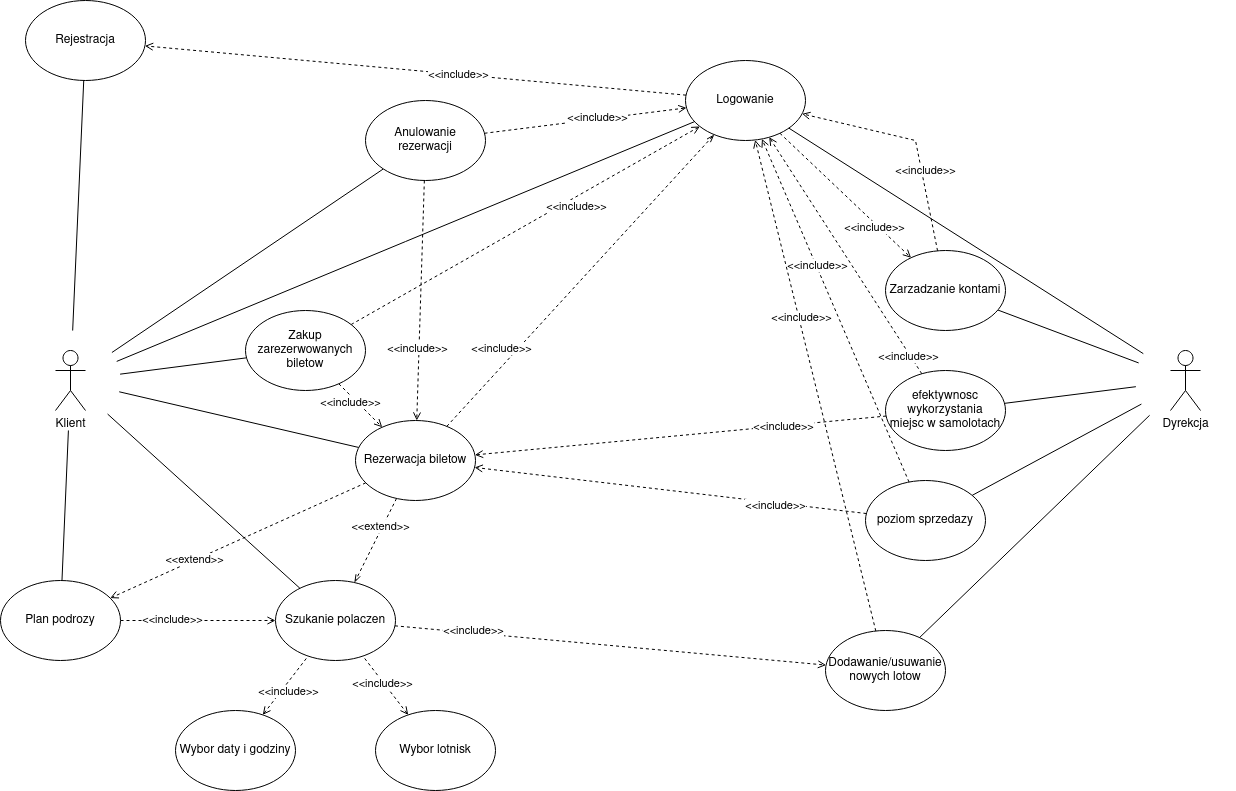 Rejestracja
<<include>>
Logowanie
Anulowanie
rezerwacji
<<include>>
<<include>>
<<include>>
<<include>>
<<include>>
Zarzadzanie kontami
<<include>>
Zakup
zarezerwowanych
biletow
<<include>>
<<include>>
<<include>>
<<include>>
efektywnosc
wykorzystania
miejsc w samolotach
<<include>>
Klient
Dyrekcja
<<include>>
Rezerwacja biletow
<<include>>
poziom sprzedazy
<<extend>>
<<extend>>
Plan podrozy
<<include>>
Szukanie polaczen
<<include>>
Dodawanie/usuwanie
nowych lotow
<<include>>
<<include>>
Wybor daty i godziny
Wybor lotnisk